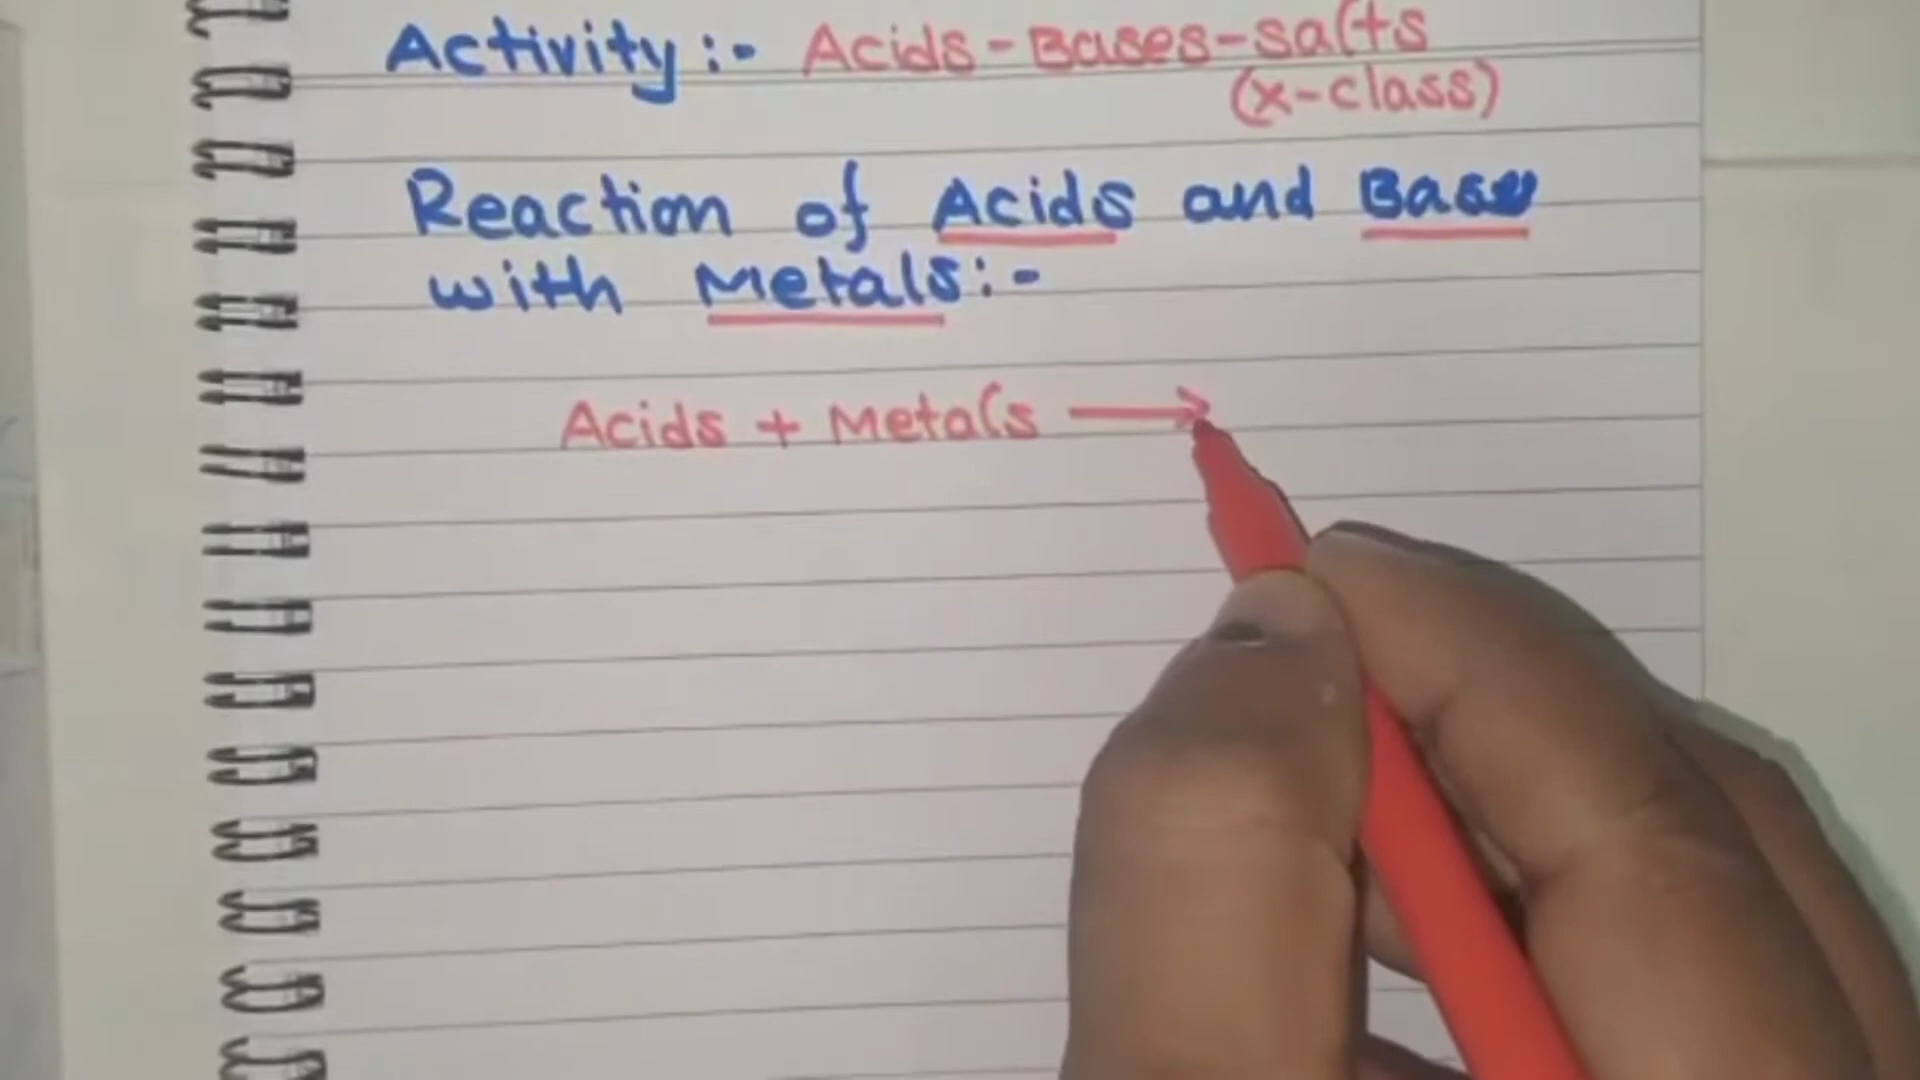 Activity:- Acids-Bases-salts
(x-class)
Reaction of Acids and Base
with Metals:-
Acids + Metals →